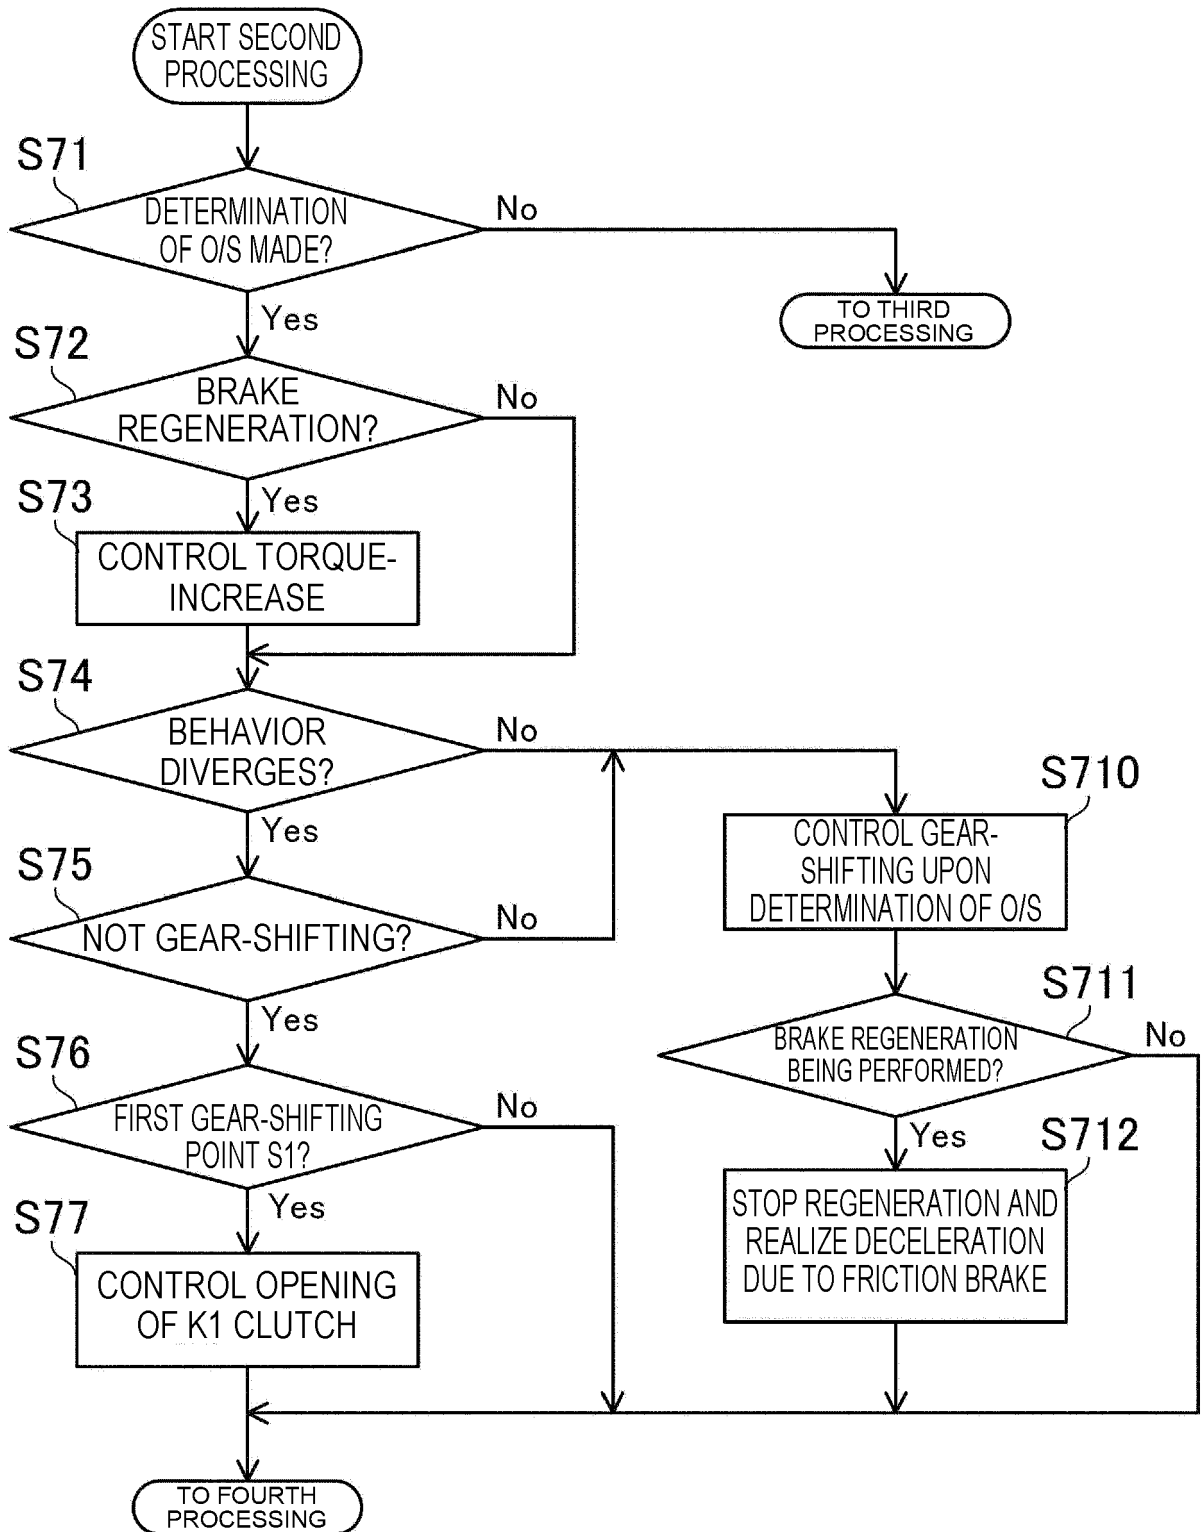 START SECOND
PROCESSING
S71
DETERMINATION
OF O/S MADE?
No
Yes
TO THIRD
PROCESSING
S72
BRAKE
REGENERATION?
No
Yes
S73
CONTROL TORQUE-
INCREASE
S74
BEHAVIOR
DIVERGES?
No
Yes
S75
NOT GEAR-SHIFTING?
No
Yes
S76
FIRST GEAR-SHIFTING
POINT S1?
No
Yes
S77
CONTROL OPENING
OF K1 CLUTCH
S710
CONTROL GEAR-
SHIFTING UPON
DETERMINATION OF O/S
S711
BRAKE REGENERATION
BEING PERFORMED?
No
Yes
S712
STOP REGENERATION AND
REALIZE DECELERATION
DUE TO FRICTION BRAKE
TO FOURTH
PROCESSING